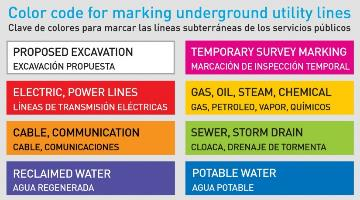 Color code for marking underground utility lines
Clave de colores para marcar las líneas subterráneas de los servicios públicos
PROPOSED EXCAVATION
EXCAVACIÓN PROPUESTA
TEMPORARY SURVEY MARKING
MARCACIÓN DE INSPECCIÓN TEMPORAL
ELECTRIC, POWER LINES
LÍNEAS DE TRANSMISIÓN ELÉCTRICAS
GAS, OIL, STEAM, CHEMICAL
GAS, PETROLEO, VAPOR, QUÍMICOS
CABLE, COMMUNICATION
CABLE, COMUNICACIONES
SEWER, STORM DRAIN
CLOACA, DRENAJE DE TORMENTA
RECLAIMED WATER
AGUA REGENERADA
POTABLE WATER
AGUA POTABLE